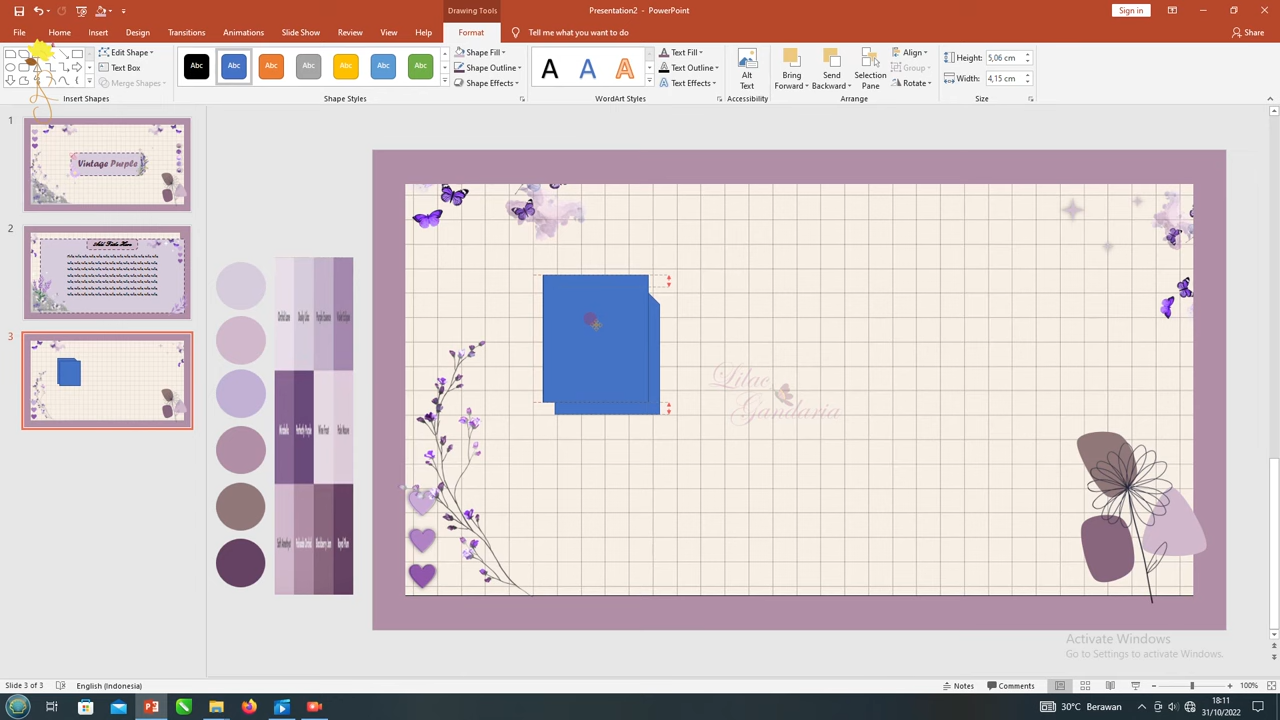 Drawing Tools
Presentation2 - PowerPoint
Sign in
File
Home
Insert
Design
Transitions
Animations
Slide Show
Review
View
Help
Format
Tell me what you want to do
Share
Edit Shape
Text Box
Merge Shapes
Insert Shapes
Abc Abc Abc Abc Abc Abc Abc
Shape Fill
Shape Outline
Shape Effects
Shape Styles
A A A
Text Fill
Text Outline
Text Effects
WordArt Styles
Alt
Text
Accessibility
Bring
Forward
Send
Backward
Selection
Pane
Align
Group
Rotate
Arrange
Height: 5,06 cm
Width: 4,15 cm
Size
1
Vintage Purple
2
Add Title Here
3
Lilac
Gandaria
Activate Windows
Go to Settings to activate Windows.
Slide 3 of 3
English (Indonesia)
Notes
Comments
100%
30°C Berawan
18:11
31/10/2022